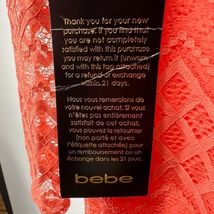 Thank you for your new
purchase. If you find that
you are not completely
satisfied with this purchase
you may return it (unworn
with this tag attached)
for a refund or exchange
within 21 days.
Nous vous remercions de
votre nouvel achat. Si vous
n'êtes pas entièrement
satisfait de cet achat,
vous pouvez le retourner
(non porté et avec
l'étiquette attachée) pour
un remboursement ou un
échange dans les 21 jours.
bebe